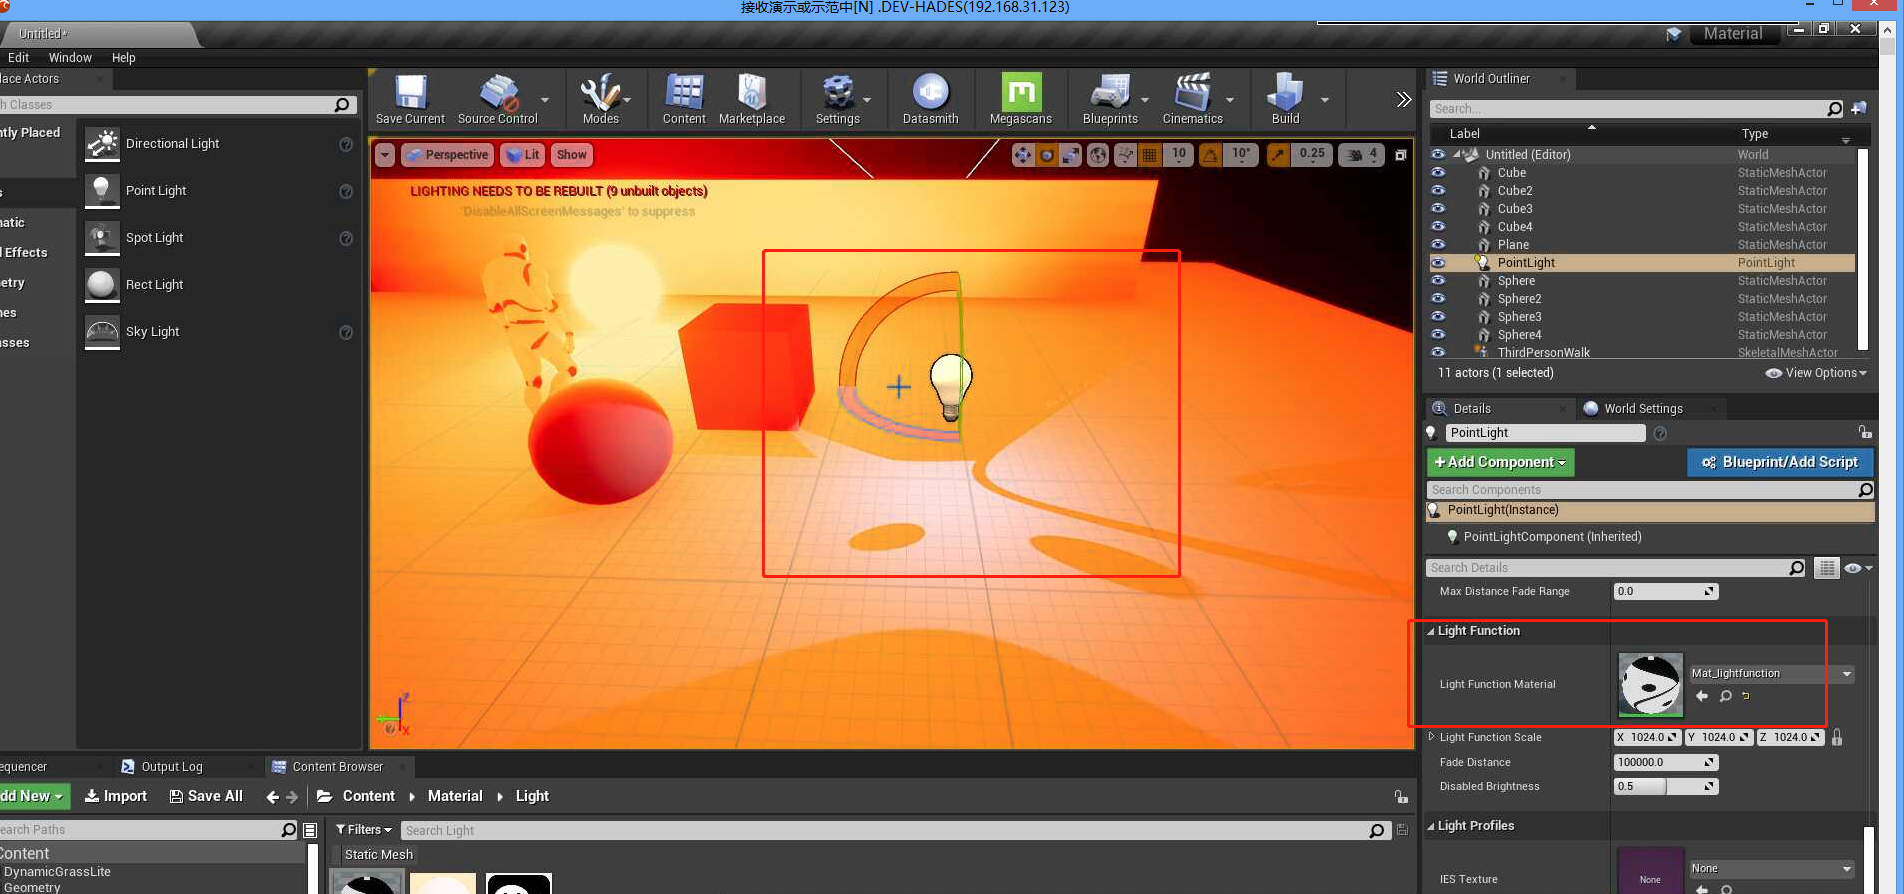 接收演示或示范中[N] .DEV-HADES(192.168.31.123)
Untitled*
Material
Edit Window Help
lace Actors
h Classes
ntly Placed
atic
l Effects
etry
nes
asses
Directional Light
Point Light
Spot Light
Rect Light
Sky Light
Save Current Source Control Modes Content Marketplace Settings Datasmith Megascans Blueprints Cinematics Build
Perspective Lit Show
10 10° 0.25 4
LIGHTING NEEDS TO BE REBUILT (9 unbuilt objects)
'DisableAllScreenMessages' to suppress
Z
X
World Outliner
Search...
Label Type
Untitled (Editor) World
Cube StaticMeshActor
Cube2 StaticMeshActor
Cube3 StaticMeshActor
Cube4 StaticMeshActor
Plane StaticMeshActor
PointLight PointLight
Sphere StaticMeshActor
Sphere2 StaticMeshActor
Sphere3 StaticMeshActor
Sphere4 StaticMeshActor
ThirdPersonWalk SkeletalMeshActor
11 actors (1 selected) View Options
Details World Settings
PointLight
+Add Component Blueprint/Add Script
Search Components
PointLight(Instance)
PointLightComponent (Inherited)
Search Details
Max Distance Fade Range 0.0
Light Function
Light Function Material Mat_lightfunction
Light Function Scale X 1024.0 Y 1024.0 Z 1024.0
Fade Distance 100000.0
Disabled Brightness 0.5
Light Profiles
IES Texture None None
equencer Output Log Content Browser
dd New Import Save All Content Material Light
earch Paths
Filters Search Light
Content
DynamicGrassLite
Geometry
Static Mesh